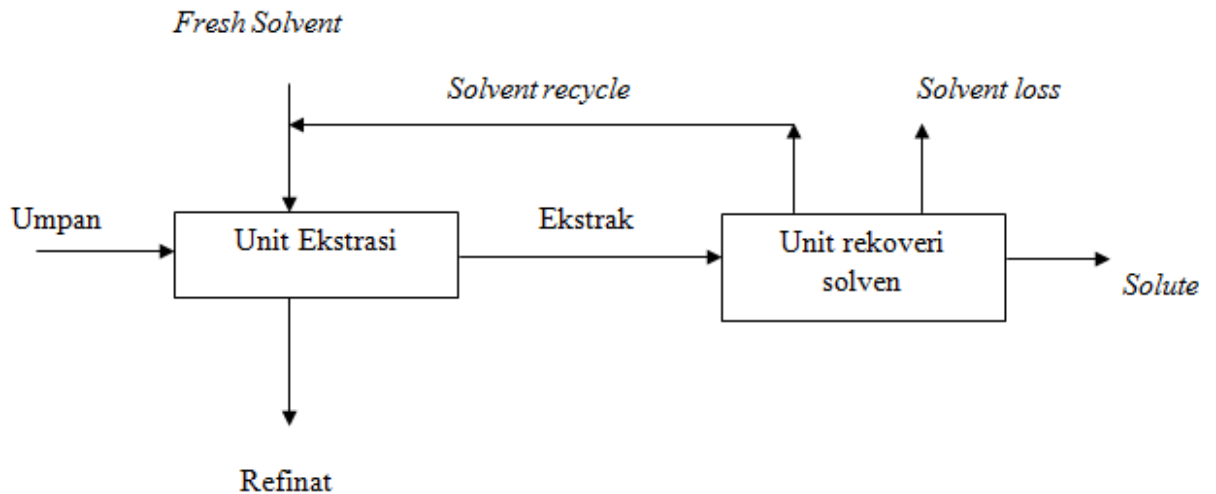 Fresh Solvent
Solvent recycle
Solvent loss
Umpan
Unit Ekstrasi
Ekstrak
Unit rekoveri
solven
Solute
Refinat